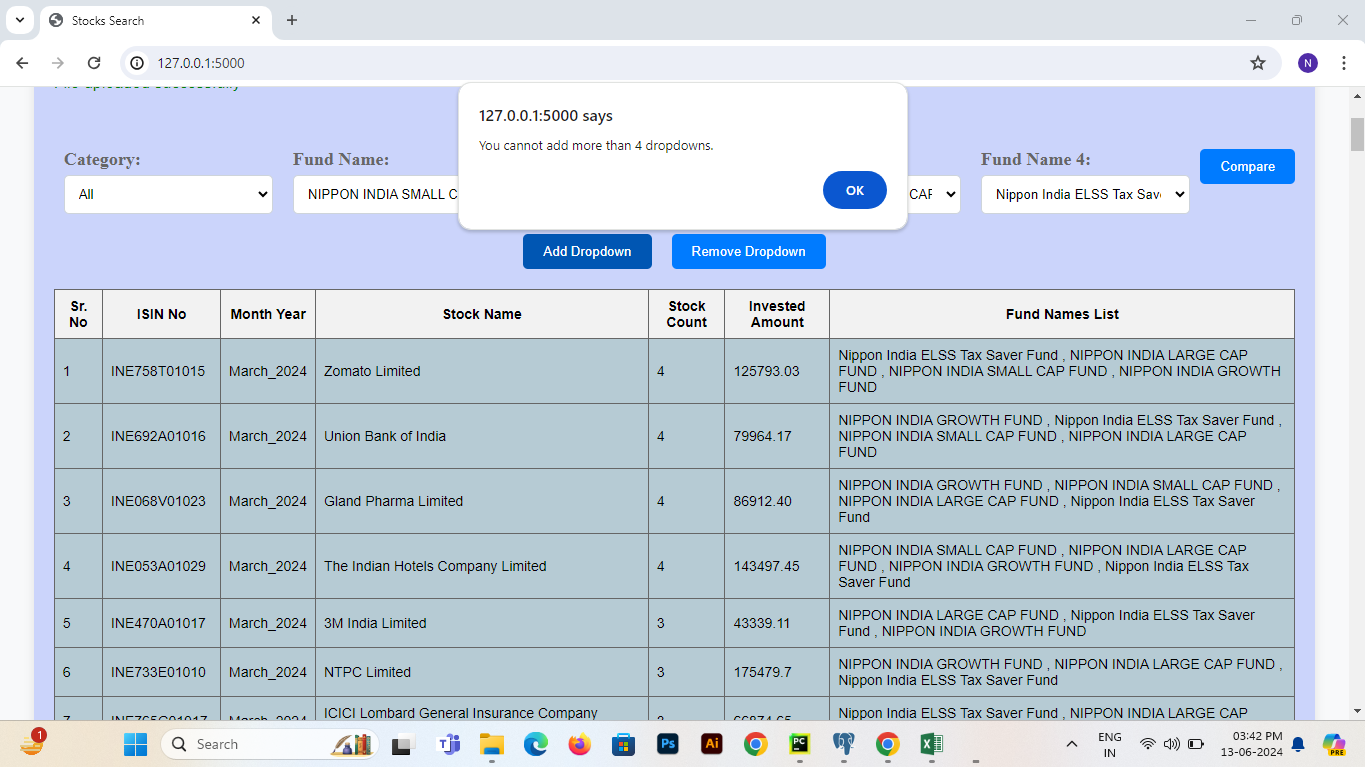 Stocks Search
127.0.0.1:5000
N
File uploaded successfully
127.0.0.1:5000 says
You cannot add more than 4 dropdowns.
OK
Category:
Fund Name:
Fund Name 4:
Compare
All
NIPPON INDIA SMALL C
CAP
Nippon India ELSS Tax Sav
Add Dropdown
Remove Dropdown
Sr. No
ISIN No
Month Year
Stock Name
Stock Count
Invested Amount
Fund Names List
1
INE758T01015
March_2024
Zomato Limited
4
125793.03
Nippon India ELSS Tax Saver Fund , NIPPON INDIA LARGE CAP
FUND , NIPPON INDIA SMALL CAP FUND , NIPPON INDIA GROWTH
FUND
2
INE692A01016
March_2024
Union Bank of India
4
79964.17
NIPPON INDIA GROWTH FUND , Nippon India ELSS Tax Saver Fund ,
NIPPON INDIA SMALL CAP FUND , NIPPON INDIA LARGE CAP
FUND
3
INE068V01023
March_2024
Gland Pharma Limited
4
86912.40
NIPPON INDIA GROWTH FUND , NIPPON INDIA SMALL CAP FUND ,
NIPPON INDIA LARGE CAP FUND , Nippon India ELSS Tax Saver
Fund
4
INE053A01029
March_2024
The Indian Hotels Company Limited
4
143497.45
NIPPON INDIA SMALL CAP FUND , NIPPON INDIA LARGE CAP
FUND , NIPPON INDIA GROWTH FUND , Nippon India ELSS Tax
Saver Fund
5
INE470A01017
March_2024
3M India Limited
3
43339.11
NIPPON INDIA LARGE CAP FUND , Nippon India ELSS Tax Saver
Fund , NIPPON INDIA GROWTH FUND
6
INE733E01010
March_2024
NTPC Limited
3
175479.7
NIPPON INDIA GROWTH FUND , NIPPON INDIA LARGE CAP FUND ,
Nippon India ELSS Tax Saver Fund
ICICI Lombard General Insurance Company
Nippon India ELSS Tax Saver Fund , NIPPON INDIA LARGE CAP
1
Search
Ps
Ai
PC
ENG
IN
03:42 PM
13-06-2024
PRE